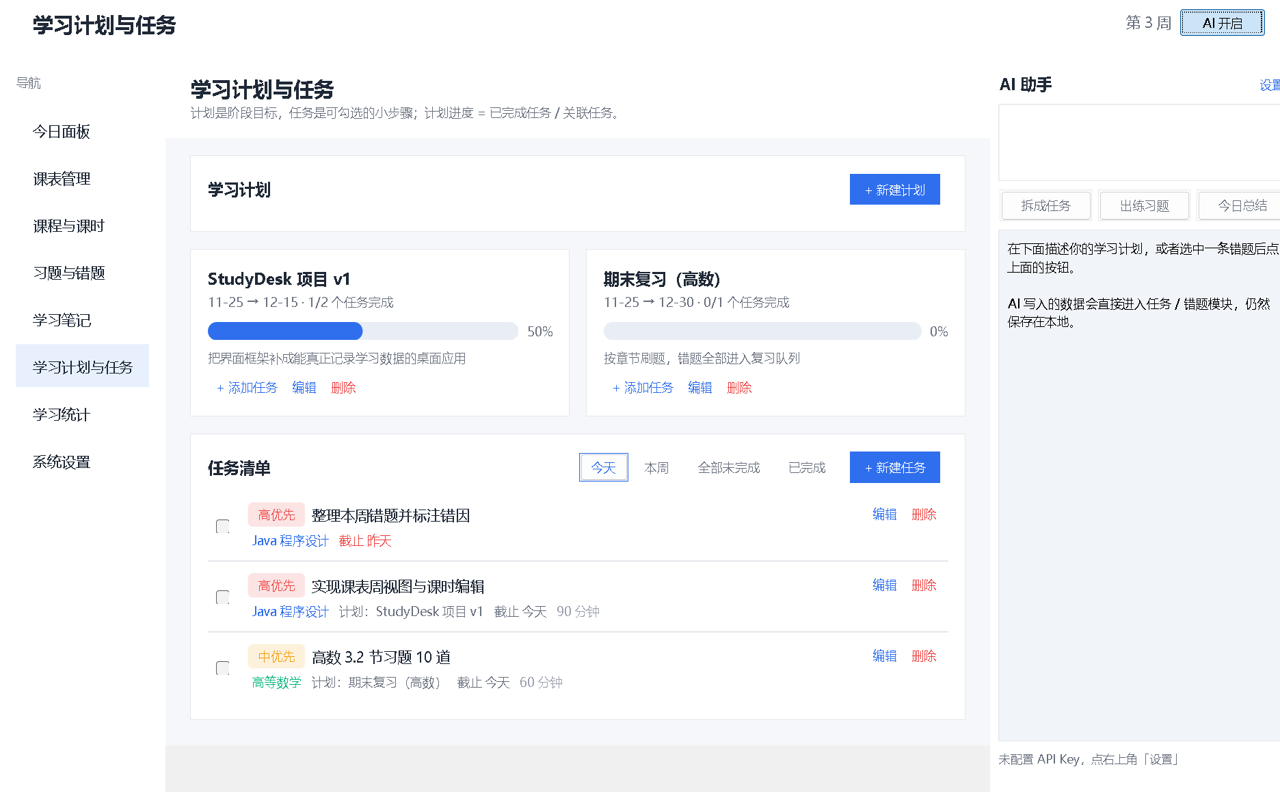 学习计划与任务
第 3 周
AI 开启
导航
今日面板
课表管理
课程与课时
习题与错题
学习笔记
学习计划与任务
学习统计
系统设置
学习计划与任务
计划是阶段目标，任务是可勾选的小步骤；计划进度 = 已完成任务 / 关联任务。
学习计划
+ 新建计划
StudyDesk 项目 v1
11-25 → 12-15 · 1/2 个任务完成
50%
把界面框架补成能真正记录学习数据的桌面应用
+ 添加任务 编辑 删除
期末复习（高数）
11-25 → 12-30 · 0/1 个任务完成
0%
按章节刷题，错题全部进入复习队列
+ 添加任务 编辑 删除
任务清单
今天 本周 全部未完成 已完成
+ 新建任务
高优先 整理本周错题并标注错因 编辑 删除
Java 程序设计 截止 昨天
高优先 实现课表周视图与课时编辑 编辑 删除
Java 程序设计 计划：StudyDesk 项目 v1 截止 今天 90 分钟
中优先 高数 3.2 节习题 10 道 编辑 删除
高等数学 计划：期末复习（高数） 截止 今天 60 分钟
AI 助手
设置
拆成任务 出练习题 今日总结
在下面描述你的学习计划，或者选中一条错题后点
上面的按钮。
AI 写入的数据会直接进入任务 / 错题模块，仍然
保存在本地。
未配置 API Key，点右上角「设置」